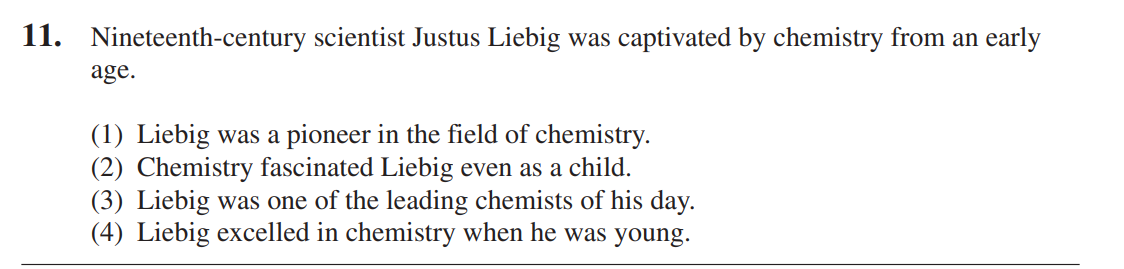 11. Nineteenth-century scientist Justus Liebig was captivated by chemistry from an early
age.
(1) Liebig was a pioneer in the field of chemistry.
(2) Chemistry fascinated Liebig even as a child.
(3) Liebig was one of the leading chemists of his day.
(4) Liebig excelled in chemistry when he was young.